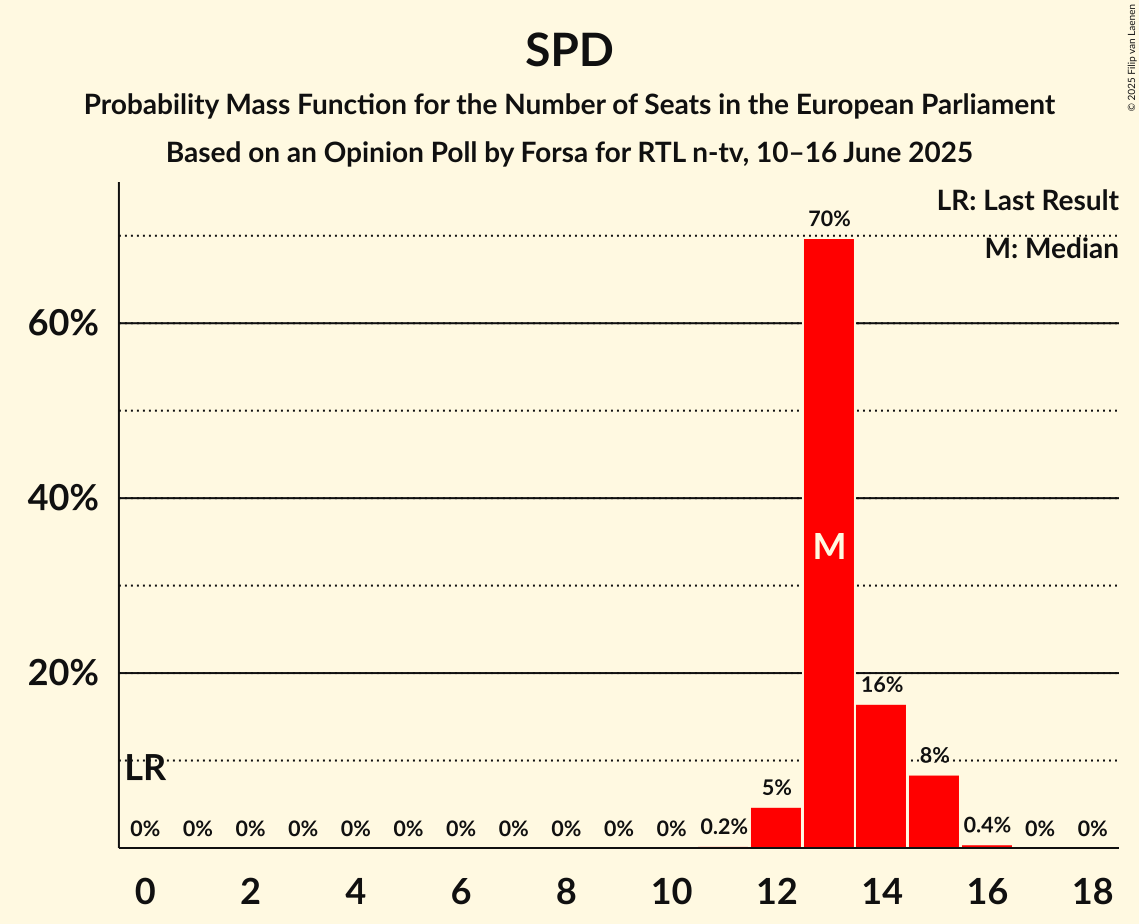 © 2025 Filip van Laenen
SPD
Probability Mass Function for the Number of Seats in the European Parliament
Based on an Opinion Poll by Forsa for RTL n-tv, 10–16 June 2025
LR: Last Result
M: Median
60%
40%
20%
LR
M
0% 0% 0% 0% 0% 0% 0% 0% 0% 0% 0% 0.2% 5% 70% 16% 8% 0.4% 0% 0%
0 2 4 6 8 10 12 14 16 18